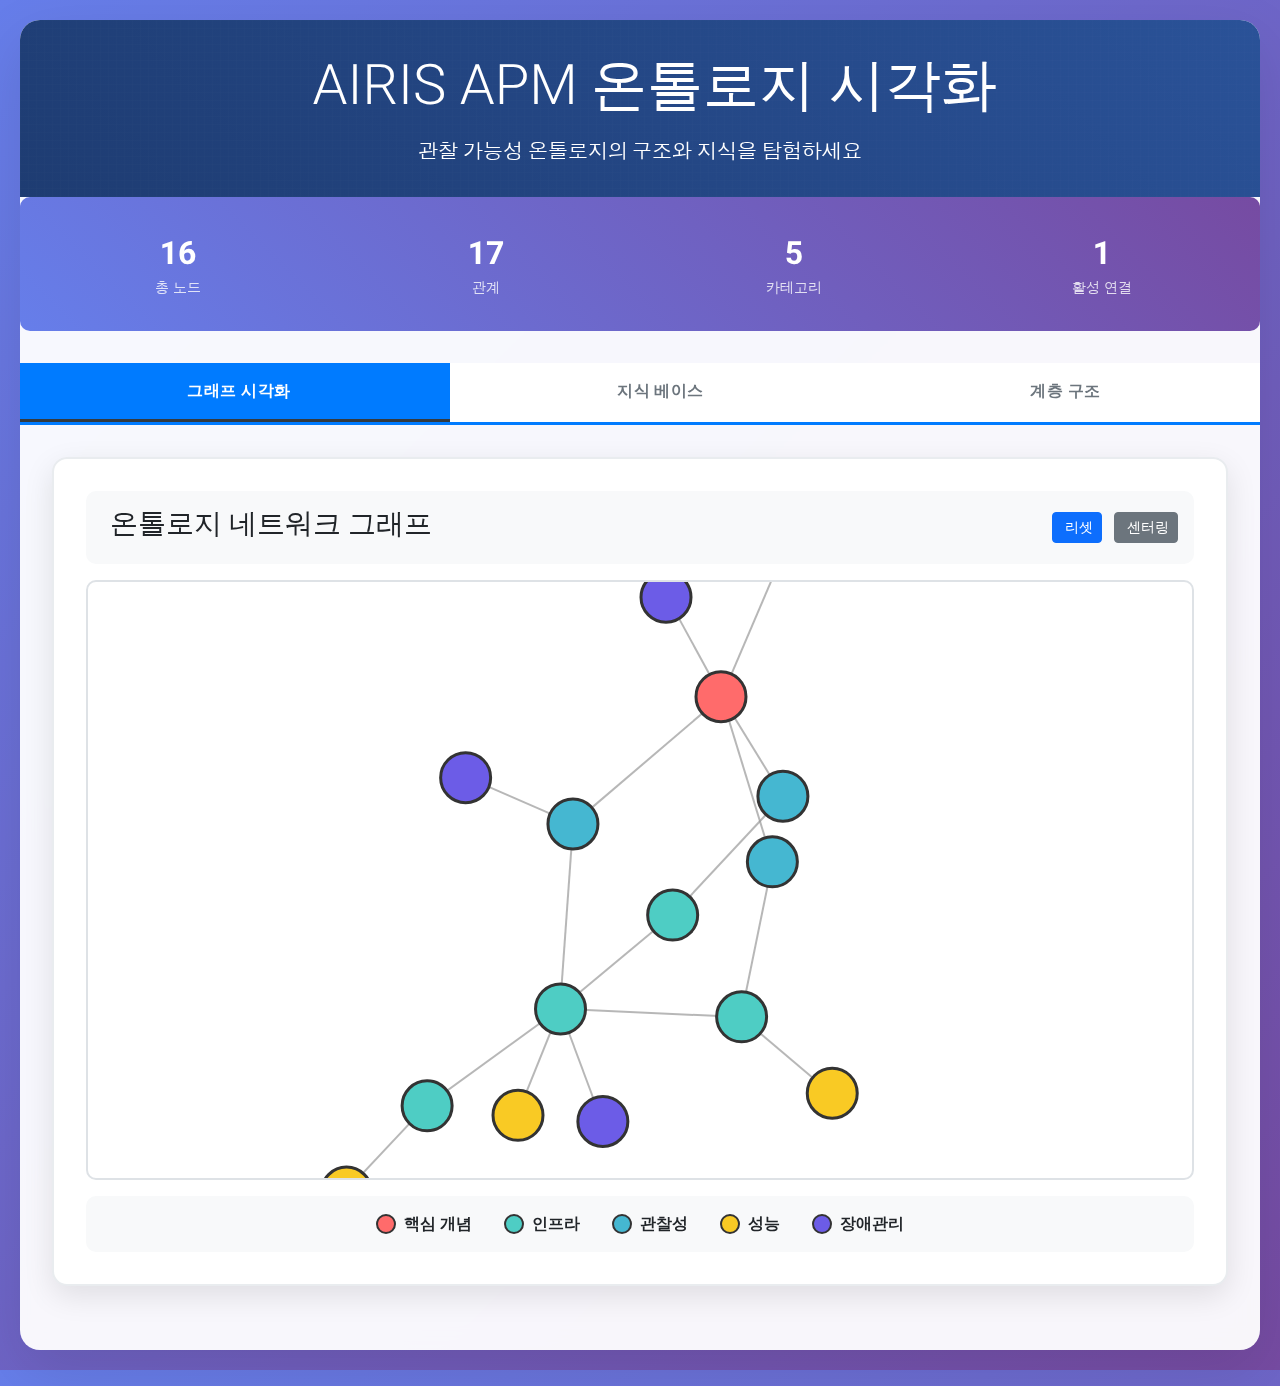 AIRIS APM 온톨로지 시각화
관찰 가능성 온톨로지의 구조와 지식을 탐험하세요
16
총 노드
17
관계
5
카테고리
1
활성 연결
그래프 시각화
지식 베이스
계층 구조
온톨로지 네트워크 그래프
리셋
센터링
핵심 개념
인프라
관찰성
성능
장애관리